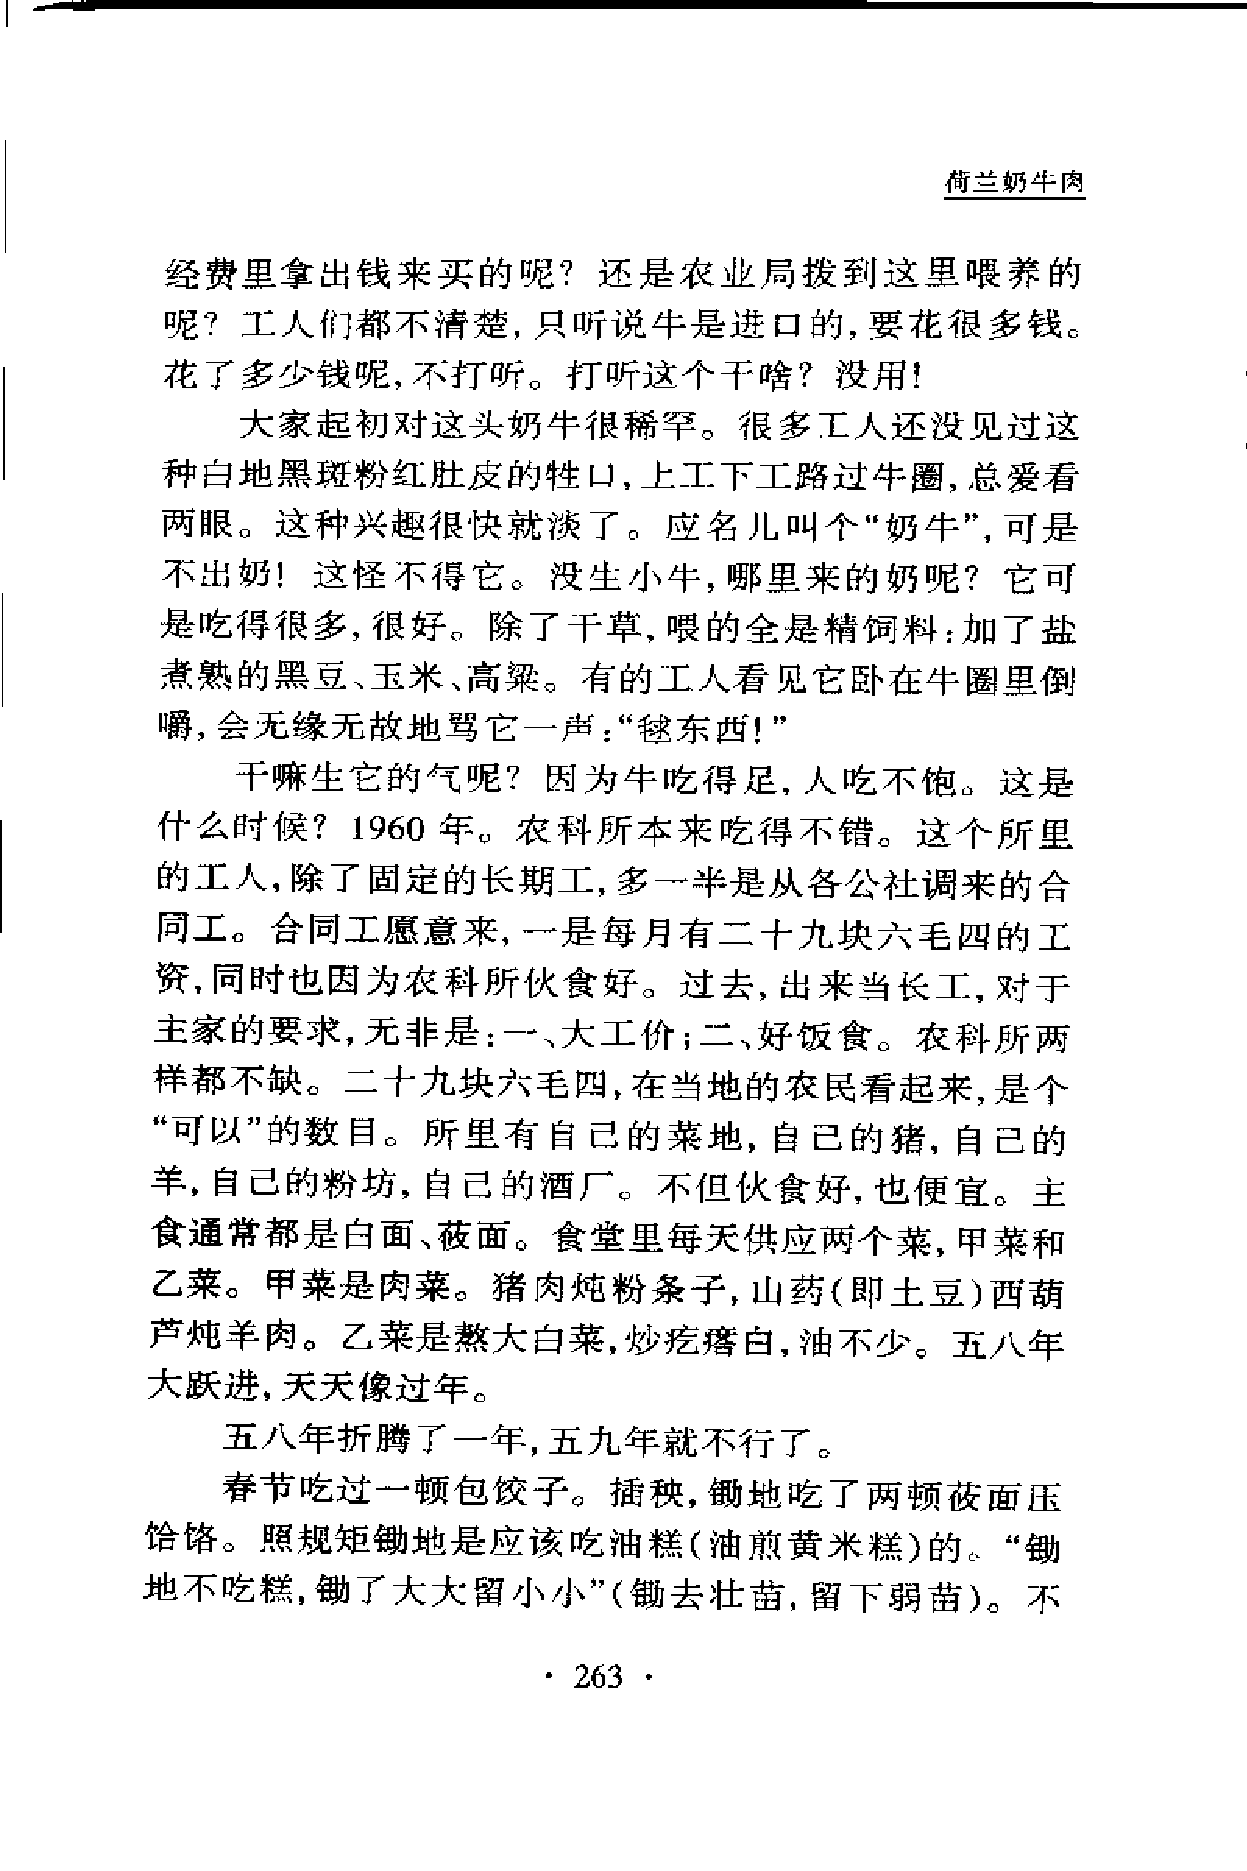 荷兰奶牛肉
经费里拿出钱来买的呢？还是农业局拨到这里喂养的
呢？工人们都不清楚，只听说牛是进口的，要花很多钱。
花了多少钱呢，不打听。打听这个干啥？没用！
大家起初对这头奶牛很稀罕。很多工人还没见过这
种白地黑斑粉红肚皮的牲口，上工下工路过牛圈，总爱看
两眼。这种兴趣很快就淡了。应名儿叫个“奶牛”，可是
不出奶！这怪不得它。没生小牛，哪里来的奶呢？它可
是吃得很多，很好。除了干草，喂的全是精饲料：加了盐
煮熟的黑豆、玉米、高粱。有的工人看见它卧在牛圈里倒
嚼，会无缘无故地骂它一声：“毬东西！”
干嘛生它的气呢？因为牛吃得足，人吃不饱。这是
什么时候？1960 年。农科所本来吃得不错。这个所里
的工人，除了固定的长期工，多一半是从各公社调来的合
同工。合同工愿意来，一是每月有二十九块六毛四的工
资，同时也因为农科所伙食好。过去，出来当长工，对于
主家的要求，无非是：一、大工价；二、好饭食。农科所两
样都不缺。二十九块六毛四，在当地的农民看起来，是个
“可以”的数目。所里有自己的菜地，自己的猪，自己的
羊，自己的粉坊，自己的酒厂。不但伙食好，也便宜。主
食通常都是白面、莜面。食堂里每天供应两个菜，甲菜和
乙菜。甲菜是肉菜。猪肉炖粉条子，山药(即土豆)西葫
芦炖羊肉。乙菜是熬大白菜，炒疙瘩白，油不少。五八年
大跃进，天天像过年。
五八年折腾了一年，五九年就不行了。
春节吃过一顿包饺子。插秧，锄地吃了两顿莜面压
饸饹。照规矩锄地是应该吃油糕(油煎黄米糕)的。“锄
地不吃糕，锄了大大留小小”(锄去壮苗，留下弱苗)。不
· 263 ·